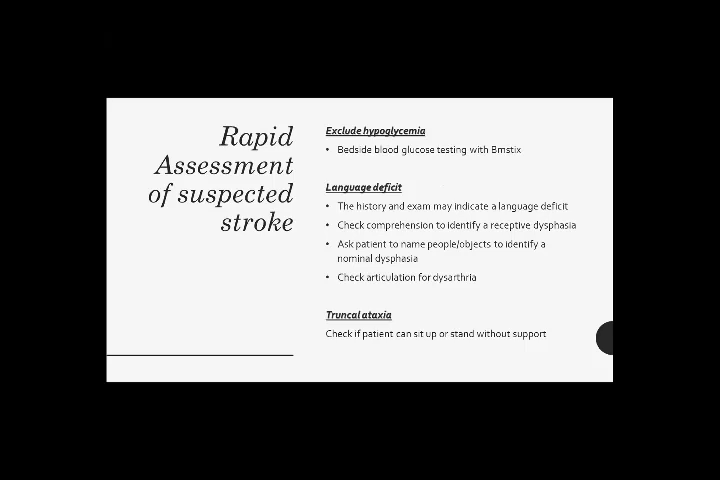 Rapid
Assessment
of suspected
stroke
Exclude hypoglycemia
• Bedside blood glucose testing with Bmstix
Language deficit
• The history and exam may indicate a language deficit
• Check comprehension to identify a receptive dysphasia
• Ask patient to name people/objects to identify a
nominal dysphasia
• Check articulation for dysarthria
Truncal ataxia
Check if patient can sit up or stand without support